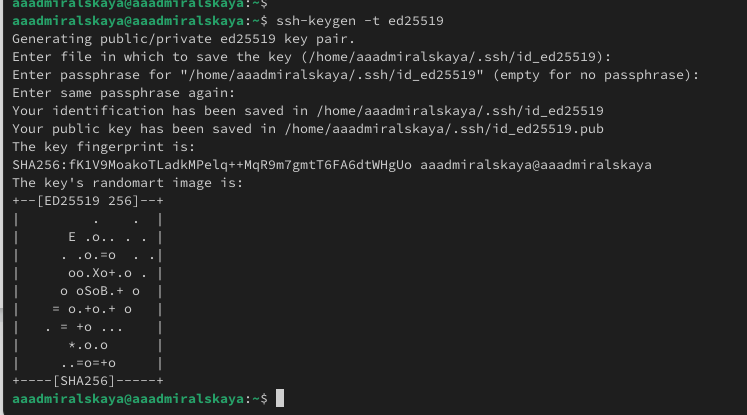 aaadmiralskaya@aaadmiralskaya:~$
aaadmiralskaya@aaadmiralskaya:~$ ssh-keygen -t ed25519
Generating public/private ed25519 key pair.
Enter file in which to save the key (/home/aaadmiralskaya/.ssh/id_ed25519):
Enter passphrase for "/home/aaadmiralskaya/.ssh/id_ed25519" (empty for no passphrase):
Enter same passphrase again:
Your identification has been saved in /home/aaadmiralskaya/.ssh/id_ed25519
Your public key has been saved in /home/aaadmiralskaya/.ssh/id_ed25519.pub
The key fingerprint is:
SHA256:fK1V9MoakoTLadkMPelq++MqR9m7gmtT6FA6dtWHgUo aaadmiralskaya@aaadmiralskaya
The key's randomart image is:
+--[ED25519 256]--+
|         .    .  |
|      E .o.. . . |
|     . .o.=o  . .|
|      oo.Xo+.o . |
|     o oSoB.+ o  |
|    = o.+o.+ o   |
|   . = +o ...    |
|      *.o.o      |
|     ..=o=+o     |
+----[SHA256]-----+
aaadmiralskaya@aaadmiralskaya:~$